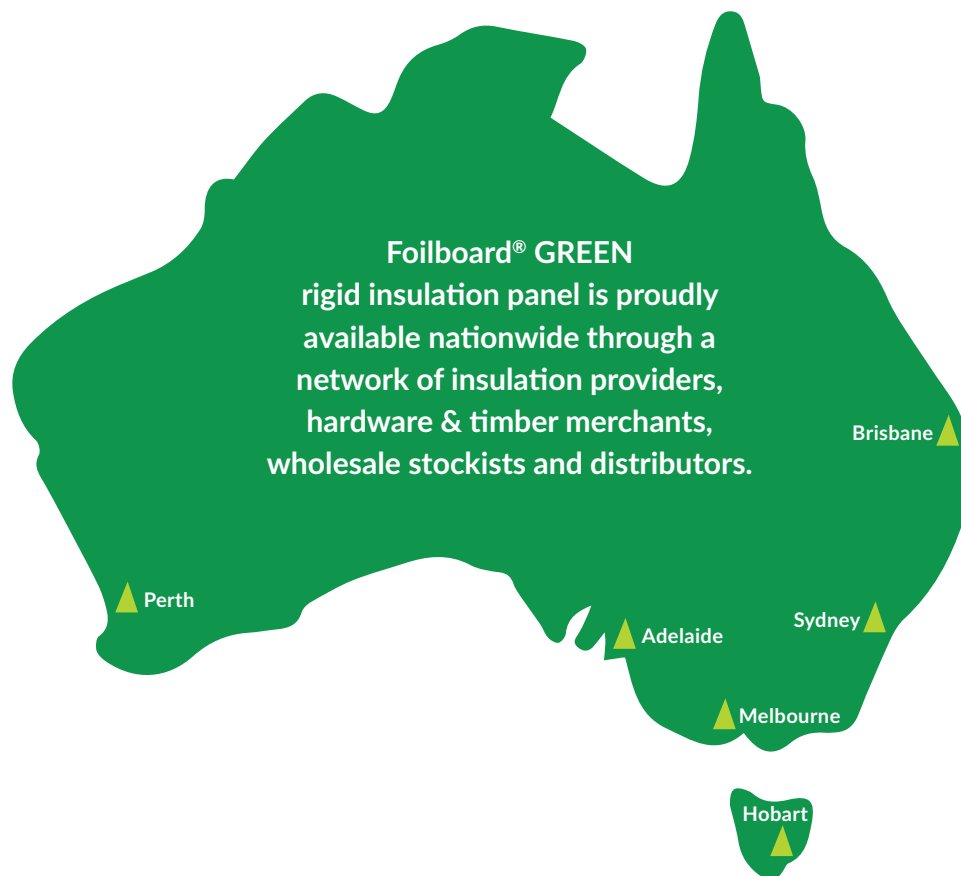 Foilboard® GREEN
rigid insulation panel is proudly
available nationwide through a
network of insulation providers,
hardware & timber merchants,
wholesale stockists and distributors.
Brisbane
Perth
Sydney
Adelaide
Melbourne
Hobart